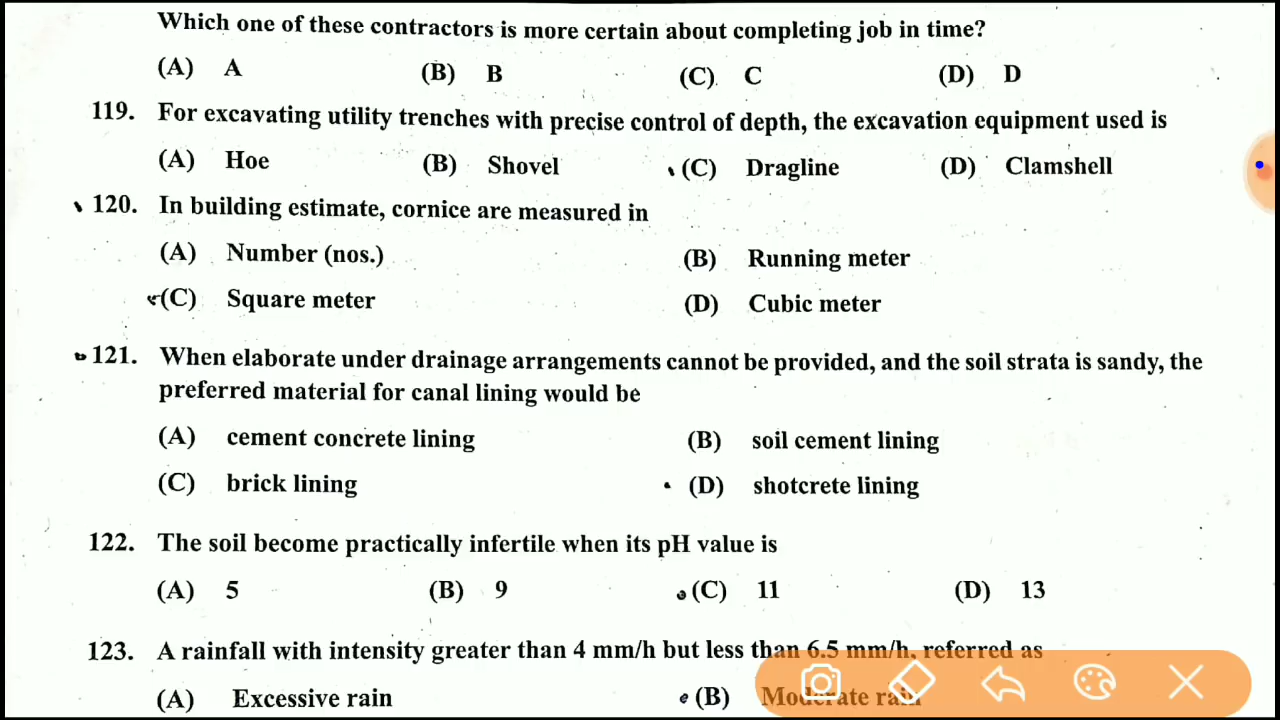 Which one of these contractors is more certain about completing job in time?
(A) A (B) B (C) C (D) D
119. For excavating utility trenches with precise control of depth, the excavation equipment used is
(A) Hoe (B) Shovel (C) Dragline (D) Clamshell
120. In building estimate, cornice are measured in
(A) Number (nos.) (B) Running meter
(C) Square meter (D) Cubic meter
121. When elaborate under drainage arrangements cannot be provided, and the soil strata is sandy, the
preferred material for canal lining would be
(A) cement concrete lining (B) soil cement lining
(C) brick lining (D) shotcrete lining
122. The soil become practically infertile when its pH value is
(A) 5 (B) 9 (C) 11 (D) 13
123. A rainfall with intensity greater than 4 mm/h but less than 6.5 mm/h, referred as
(A) Excessive rain (B) Moderate rain